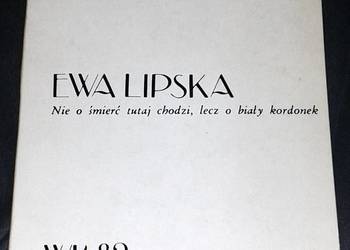 EWA LIPSKA
Nie o śmierć tutaj chodzi, lecz o biały kordonek